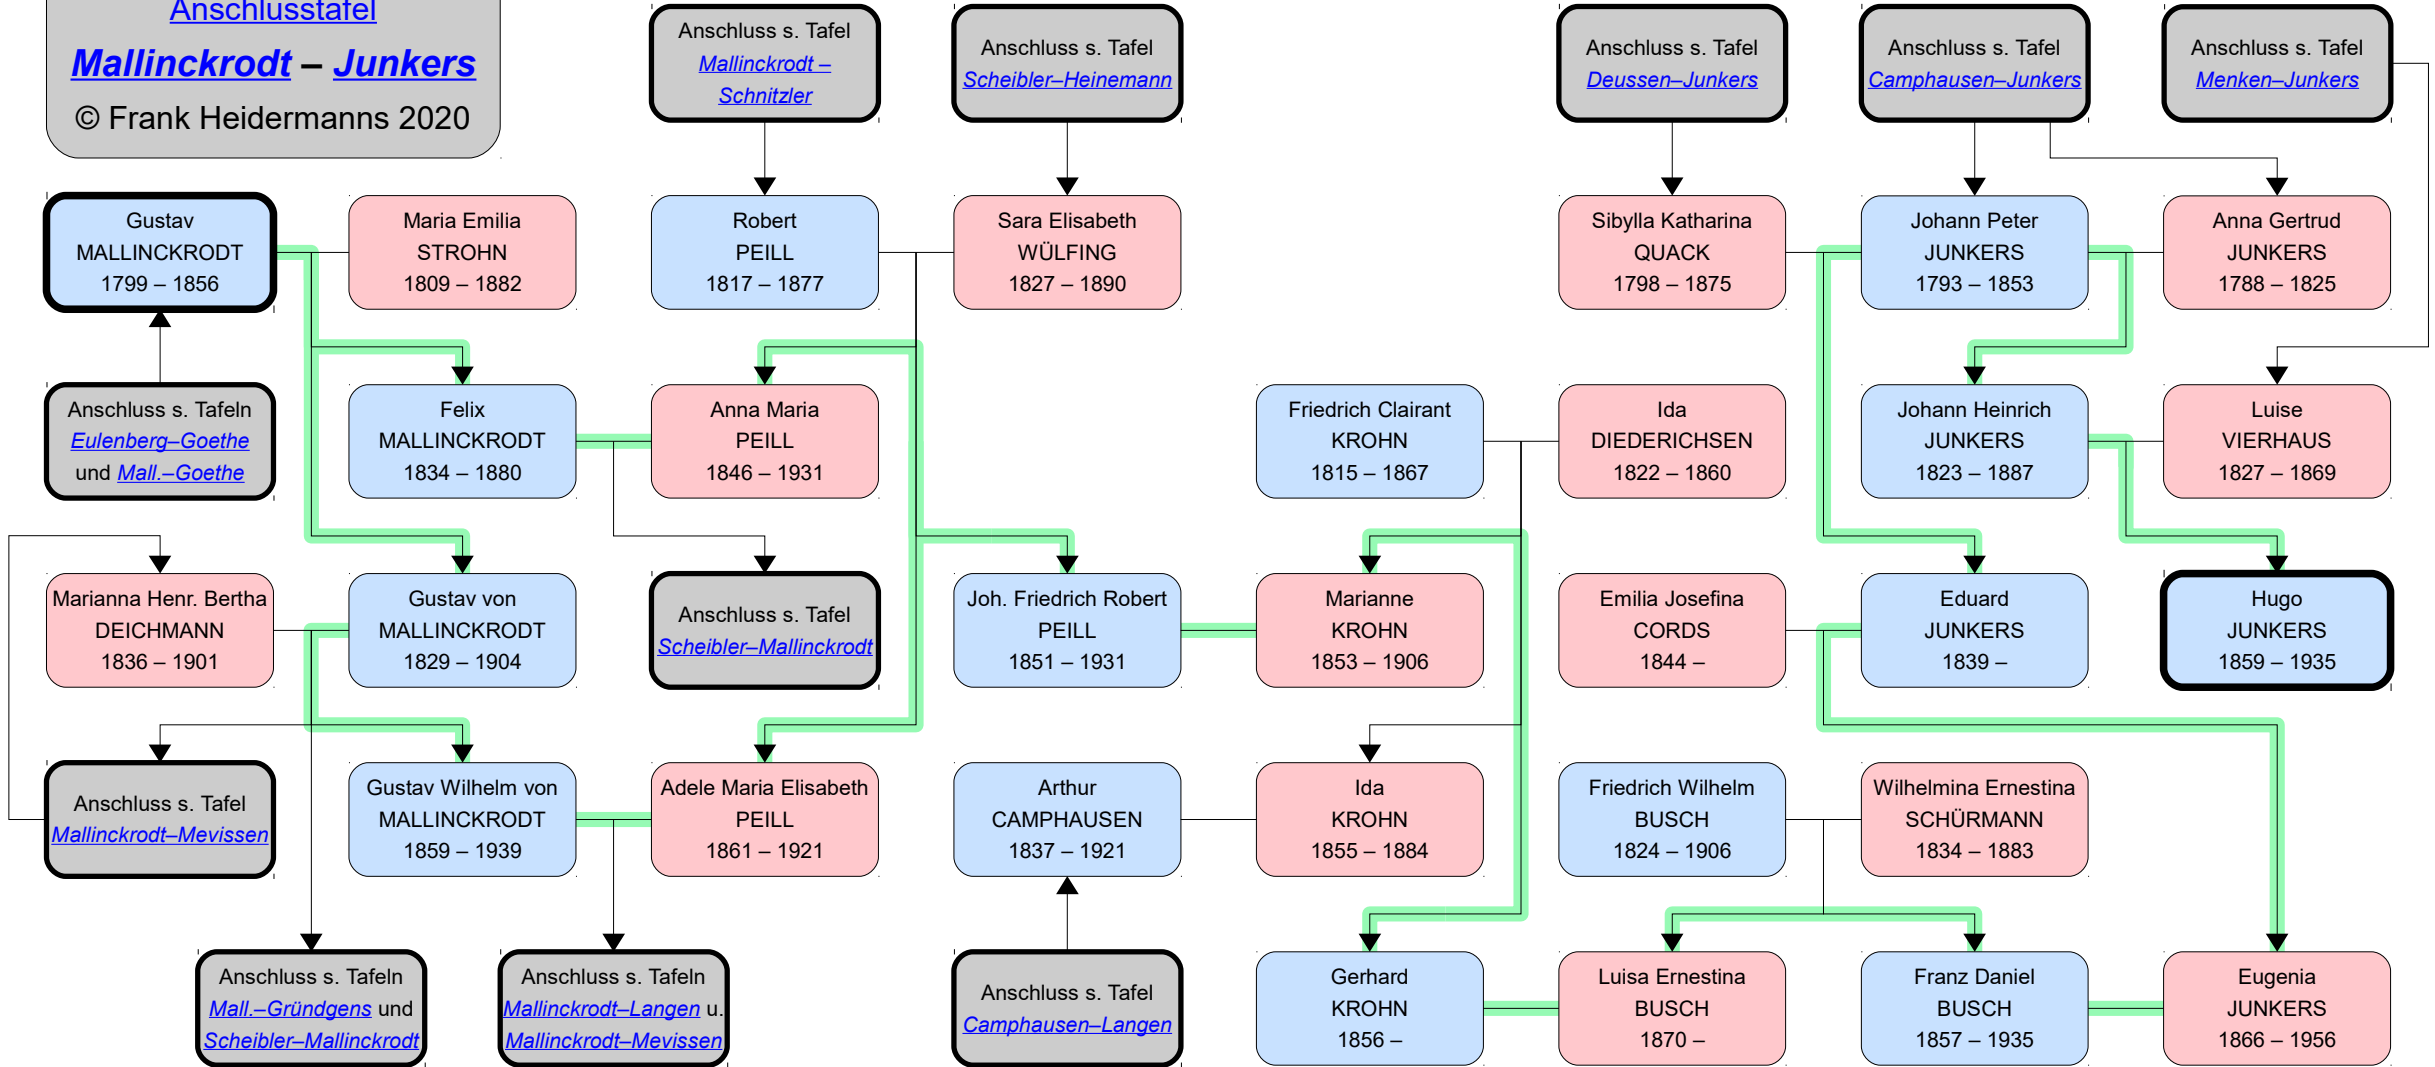 Anschlusstafel
Mallinckrodt – Junkers
© Frank Heidermanns 2020
Anschluss s. Tafel
Mallinckrodt –
Schnitzler
Anschluss s. Tafel
Scheibler–Heinemann
Anschluss s. Tafel
Deussen–Junkers
Anschluss s. Tafel
Camphausen–Junkers
Anschluss s. Tafel
Menken–Junkers
Gustav
MALLINCKRODT
1799 – 1856
Maria Emilia
STROHN
1809 – 1882
Robert
PEILL
1817 – 1877
Sara Elisabeth
WÜLFING
1827 – 1890
Sibylla Katharina
QUACK
1798 – 1875
Johann Peter
JUNKERS
1793 – 1853
Anna Gertrud
JUNKERS
1788 – 1825
Anschluss s. Tafeln
Eulenberg–Goethe
und Mall.–Goethe
Felix
MALLINCKRODT
1834 – 1880
Anna Maria
PEILL
1846 – 1931
Friedrich Clairant
KROHN
1815 – 1867
Ida
DIEDERICHSEN
1822 – 1860
Johann Heinrich
JUNKERS
1823 – 1887
Luise
VIERHAUS
1827 – 1869
Marianna Henr. Bertha
DEICHMANN
1836 – 1901
Gustav von
MALLINCKRODT
1829 – 1904
Anschluss s. Tafel
Scheibler–Mallinckrodt
Joh. Friedrich Robert
PEILL
1851 – 1931
Marianne
KROHN
1853 – 1906
Emilia Josefina
CORDS
1844 –
Eduard
JUNKERS
1839 –
Hugo
JUNKERS
1859 – 1935
Anschluss s. Tafel
Mallinckrodt–Mevissen
Gustav Wilhelm von
MALLINCKRODT
1859 – 1939
Adele Maria Elisabeth
PEILL
1861 – 1921
Arthur
CAMPHAUSEN
1837 – 1921
Ida
KROHN
1855 – 1884
Friedrich Wilhelm
BUSCH
1824 – 1906
Wilhelmina Ernestina
SCHÜRMANN
1834 – 1883
Anschluss s. Tafeln
Mall.–Gründgens und
Scheibler–Mallinckrodt
Anschluss s. Tafeln
Mallinckrodt–Langen u.
Mallinckrodt–Mevissen
Anschluss s. Tafel
Camphausen–Langen
Gerhard
KROHN
1856 –
Luisa Ernestina
BUSCH
1870 –
Franz Daniel
BUSCH
1857 – 1935
Eugenia
JUNKERS
1866 – 1956